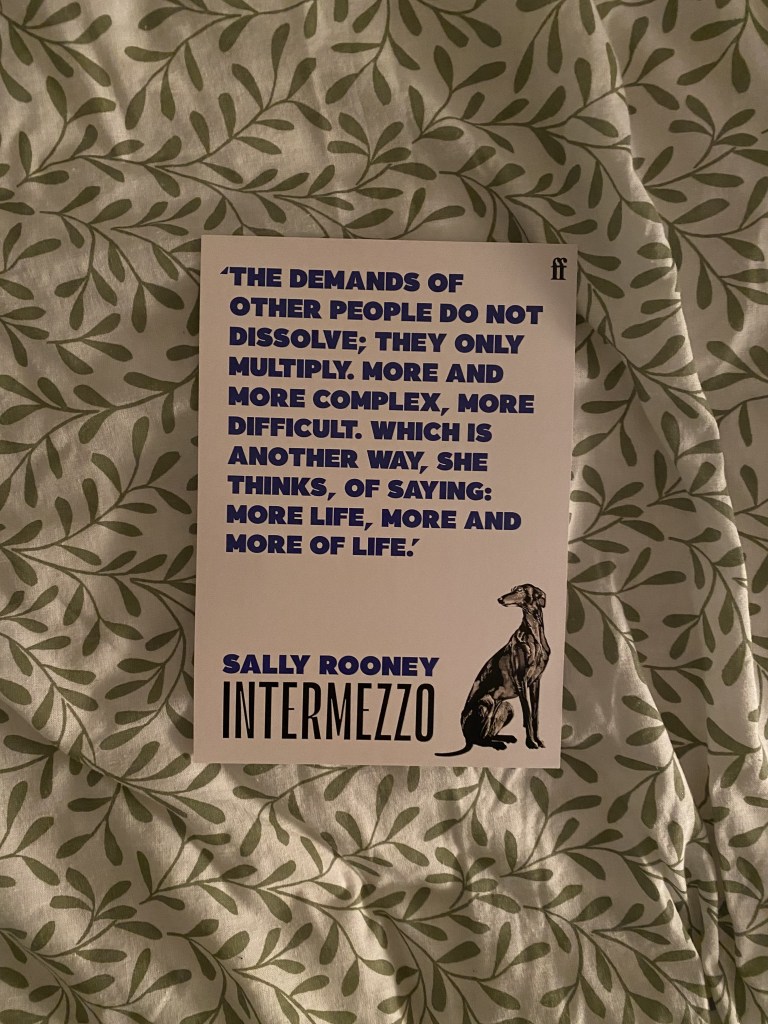 ‘THE DEMANDS OF
OTHER PEOPLE DO NOT
DISSOLVE; THEY ONLY
MULTIPLY. MORE AND
MORE COMPLEX, MORE
DIFFICULT. WHICH IS
ANOTHER WAY, SHE
THINKS, OF SAYING:
MORE LIFE, MORE AND
MORE OF LIFE.’
ff
SALLY ROONEY
INTERMEZZO